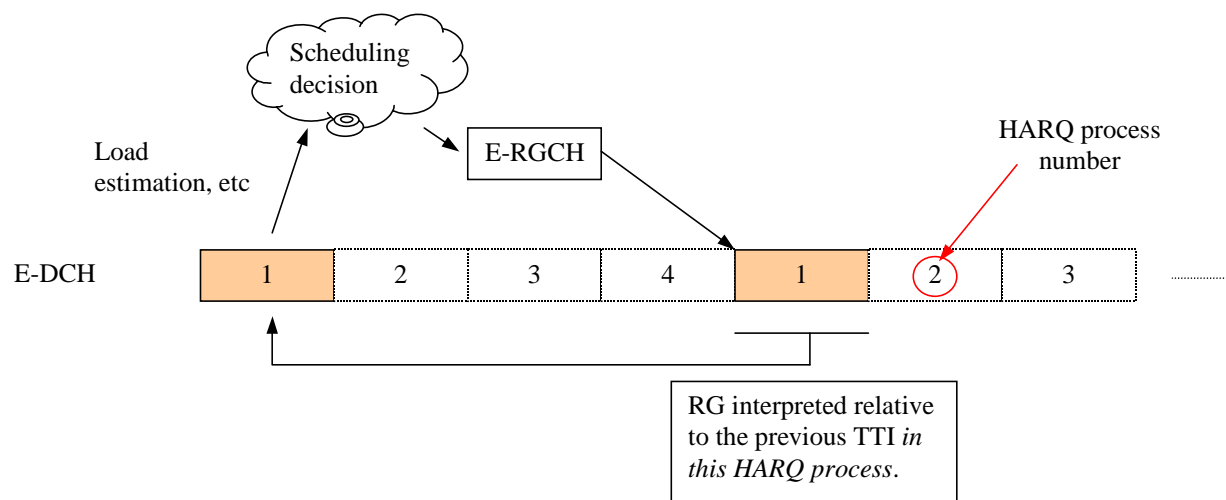 Scheduling
decision
Load
estimation, etc
E-RGCH
HARQ process
number
E-DCH
1
2
3
4
1
2
3
RG interpreted relative
to the previous TTI in
this HARQ process.